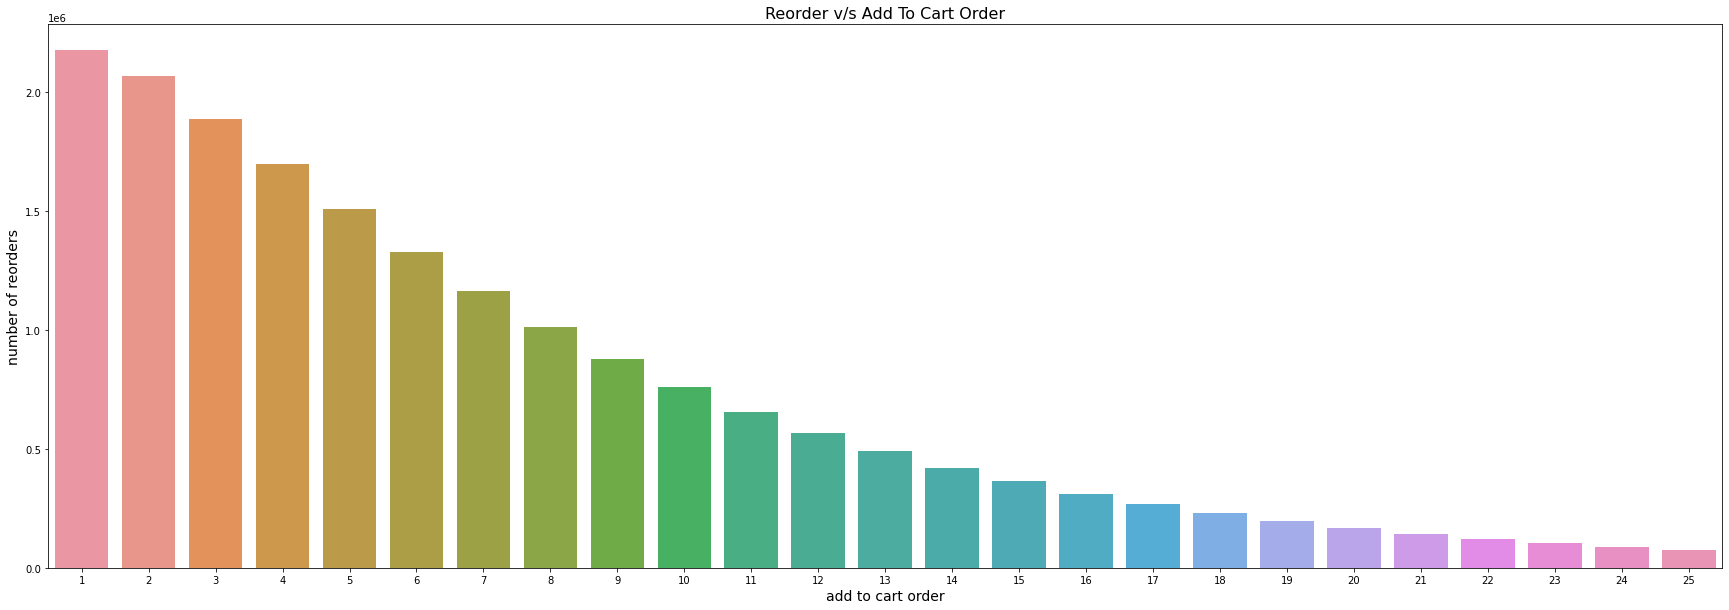 Reorder v/s Add To Cart Order
1e6
2.0
1.5
1.0
0.5
0.0
number of reorders
1 2 3 4 5 6 7 8 9 10 11 12 13 14 15 16 17 18 19 20 21 22 23 24 25
add to cart order